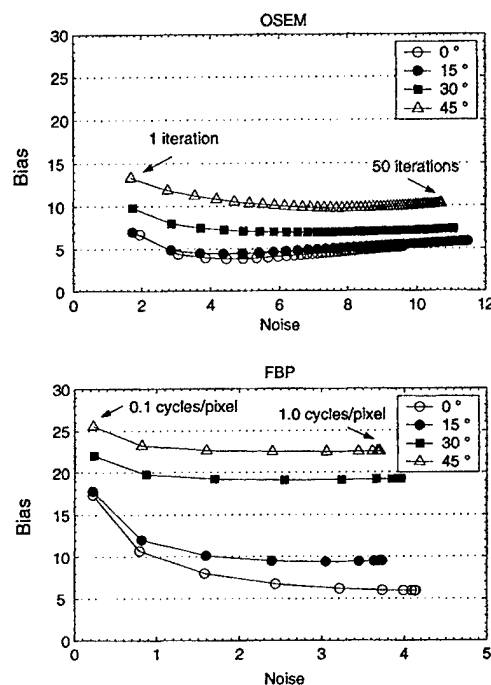 OSEM
30
25
20
15
10
5
0
Bias
0 °
15 °
30 °
45 °
1 iteration
50 iterations
0 2 4 6 8 10 12
Noise
FBP
30
25
20
15
10
5
0
Bias
0 °
15 °
30 °
45 °
0.1 cycles/pixel
1.0 cycles/pixel
0 1 2 3 4 5
Noise